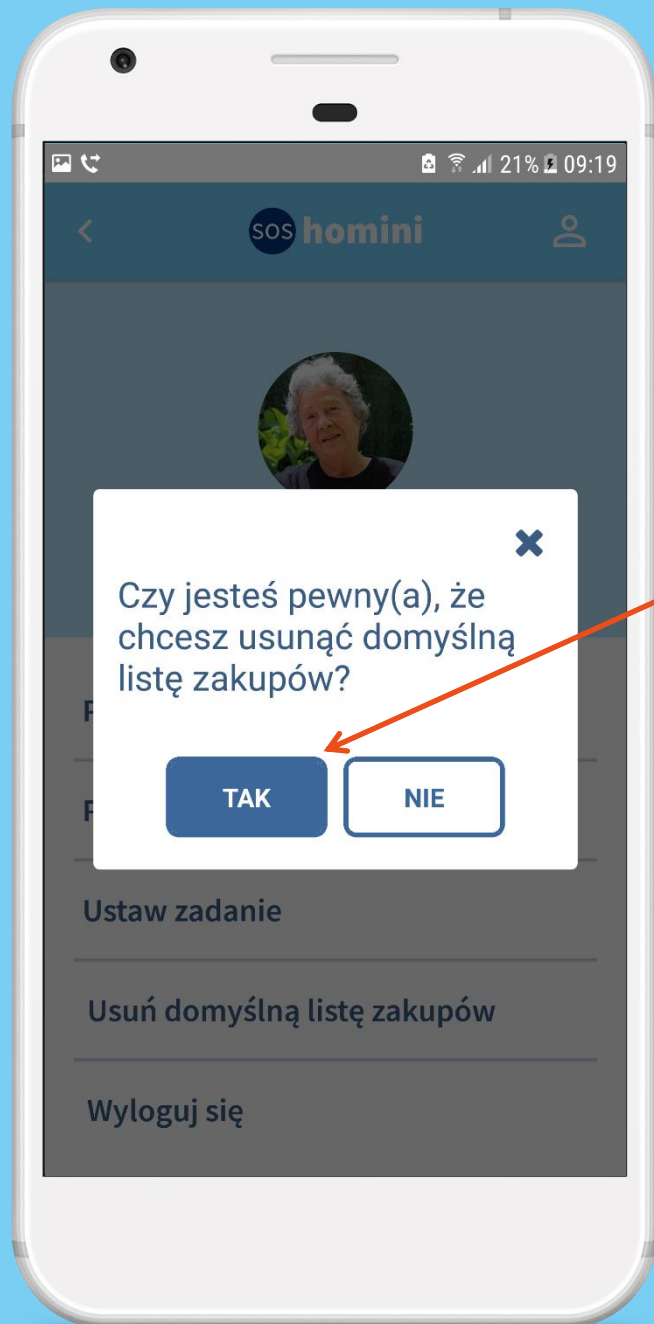 21% 09:19
SOS homini
Czy jesteś pewny(a), że
chcesz usunąć domyślną
listę zakupów?
TAK NIE
Ustaw zadanie
Usuń domyślną listę zakupów
Wyloguj się